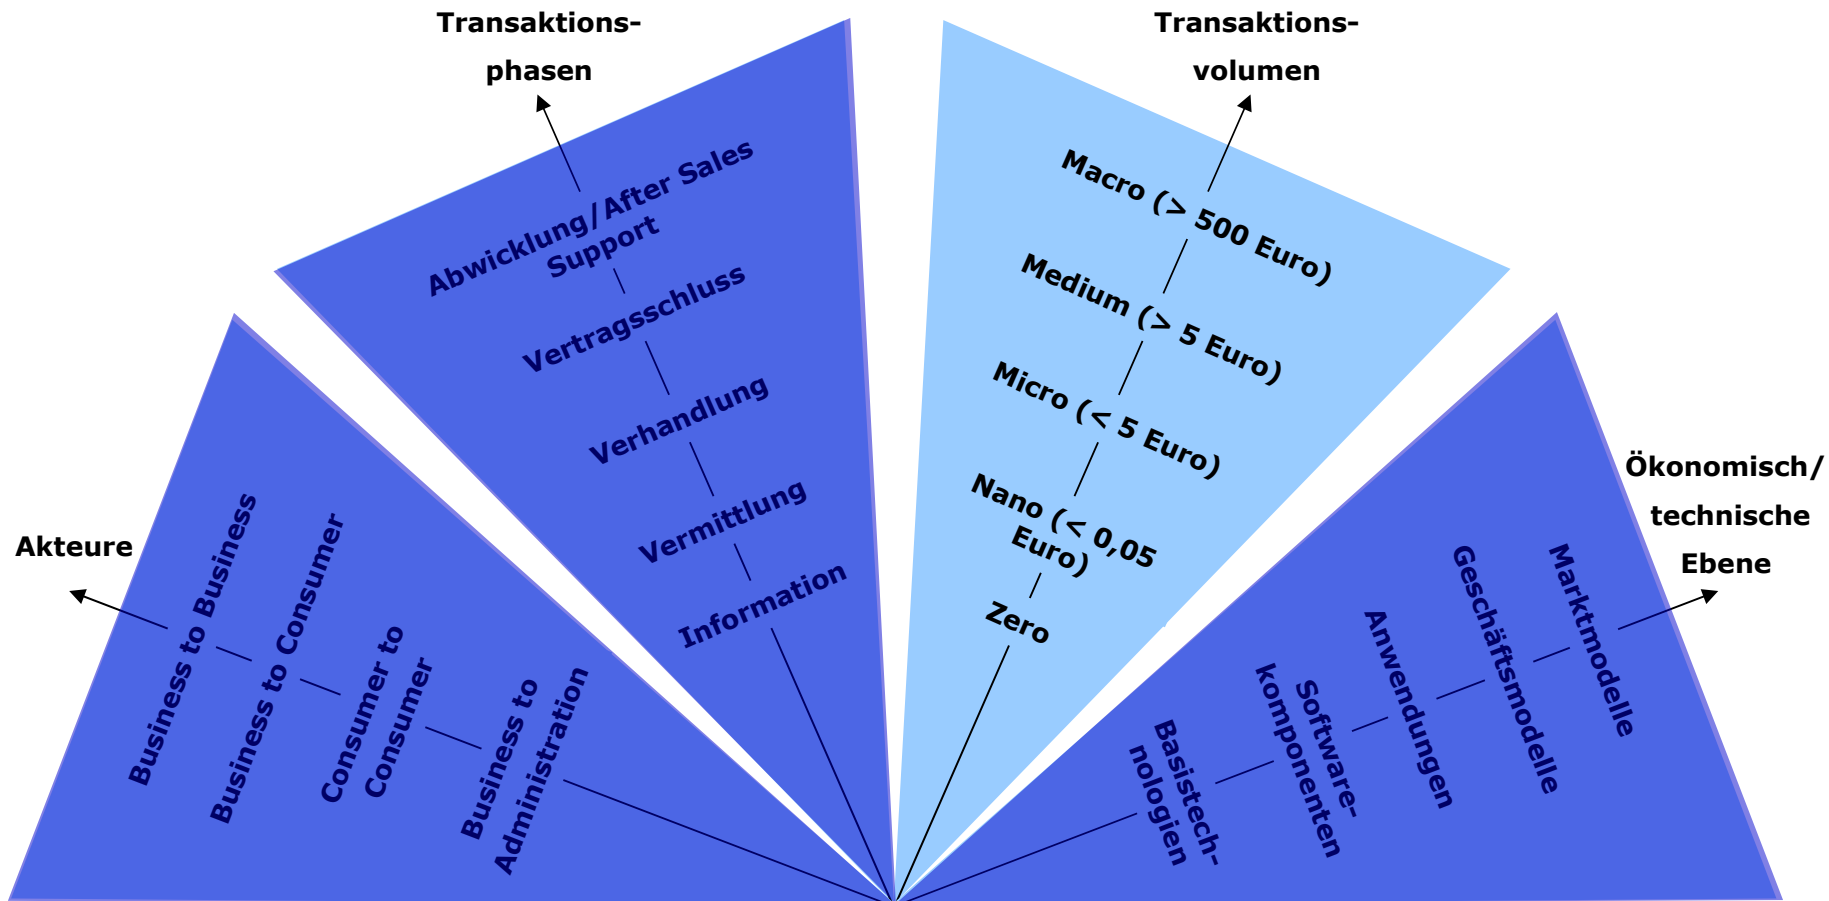 Transaktions-
phasen
Abwicklung/After Sales
Support
Vertragsschluss
Verhandlung
Vermittlung
Information
Transaktions-
volumen
Macro (> 500 Euro)
Medium (> 5 Euro)
Micro (< 5 Euro)
Nano (< 0,05
Euro)
Zero
Akteure
Business to Business
Business to Consumer
Consumer to
Consumer
Business to
Administration
Ökonomisch/
technische
Ebene
Marktmodelle
Geschäftsmodelle
Anwendungen
Software-
komponenten
Basistech-
nologien